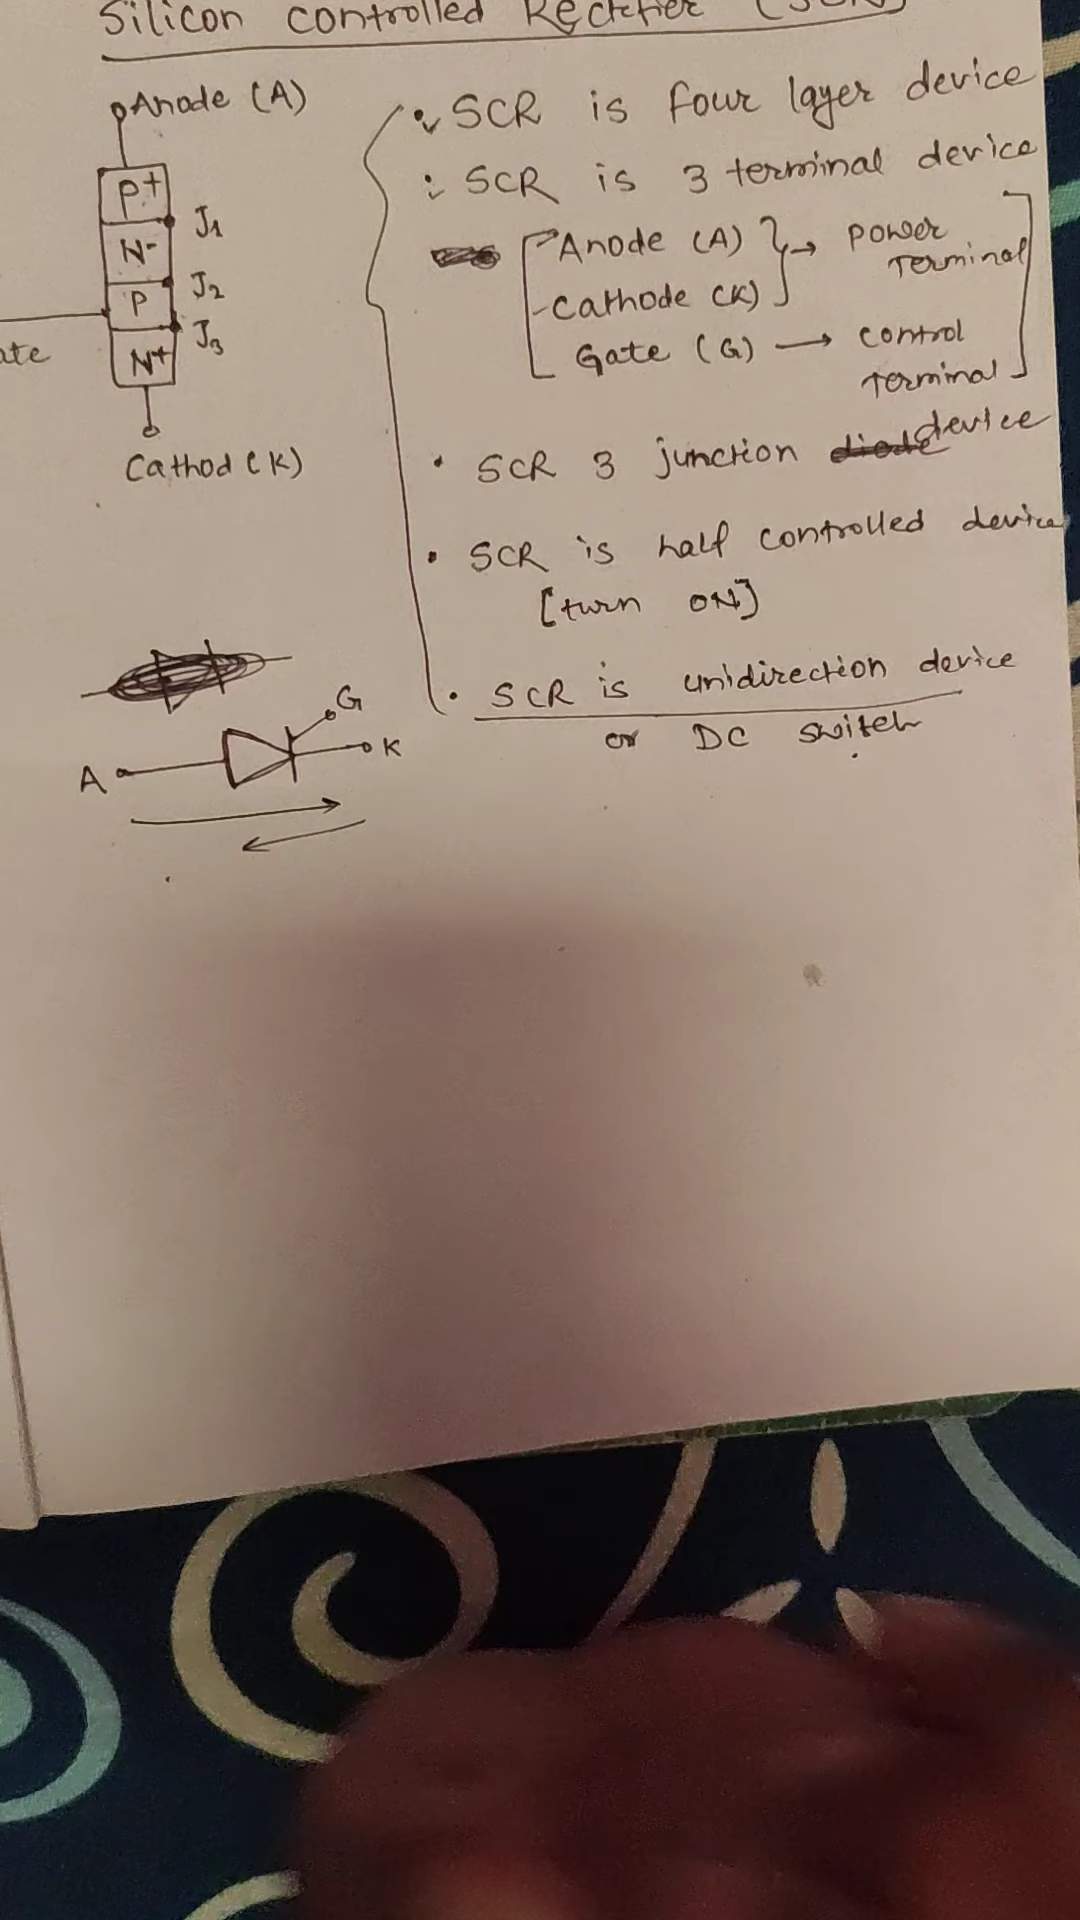 Silicon controlled Rectifier (SCR)
Anode (A)
P+
J1
N-
J2
P
J3
N+
Cathod (K)
G
A
K
SCR is four layer device
SCR is 3 terminal device
Anode (A)
Cathode (K)
→ power terminal
Gate (G) → control terminal
• SCR 3 junction device
• SCR is half controlled device
[turn ON]
• SCR is unidirection device
or DC switch